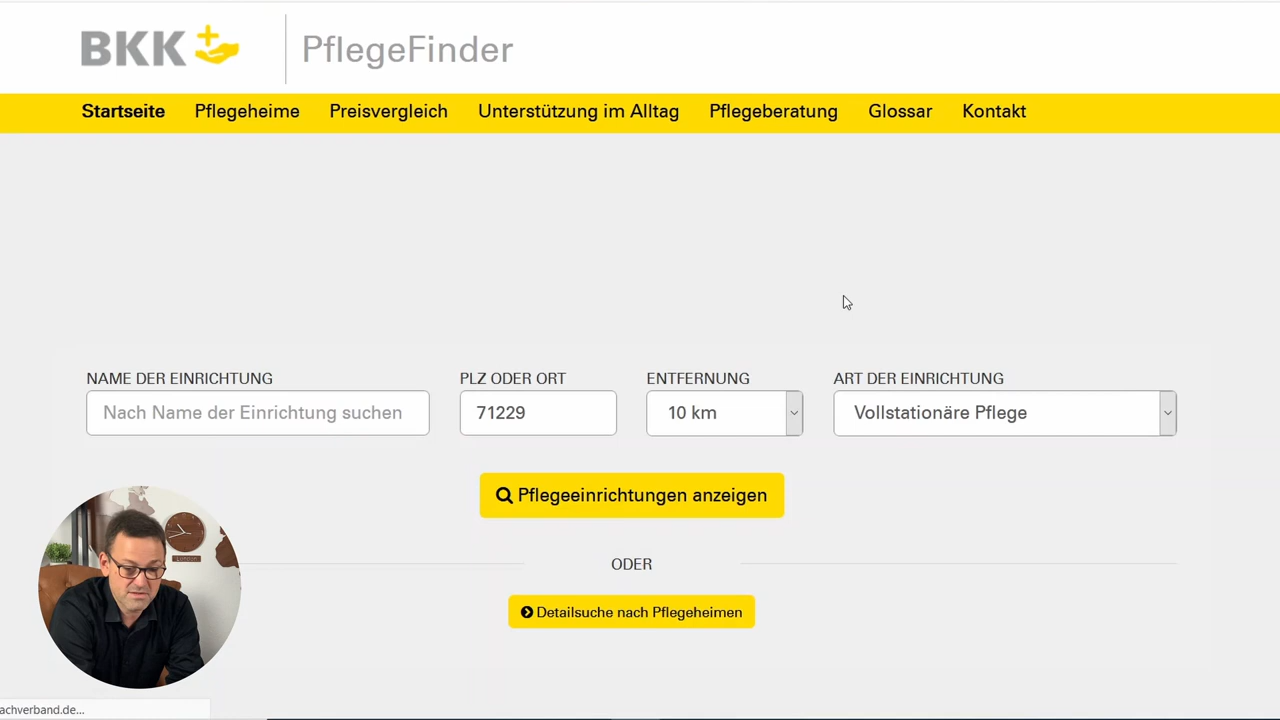 BKK PflegeFinder
Startseite Pflegeheime Preisvergleich Unterstützung im Alltag Pflegeberatung Glossar Kontakt
NAME DER EINRICHTUNG PLZ ODER ORT ENTFERNUNG ART DER EINRICHTUNG
Nach Name der Einrichtung suchen 71229 10 km Vollstationäre Pflege
Pflegeeinrichtungen anzeigen
ODER
Detailsuche nach Pflegeheimen
LONDON
achverband.de...